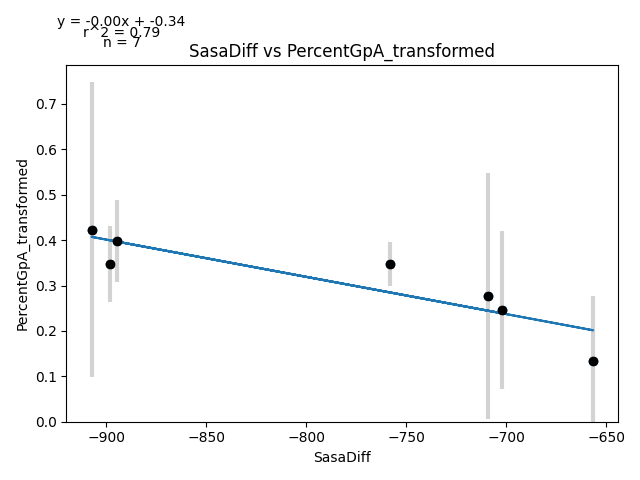 y = -0.00x + -0.34
r^2 = 0.79
n = 7
SasaDiff vs PercentGpA_transformed
PercentGpA_transformed
0.7
0.6
0.5
0.4
0.3
0.2
0.1
0.0
−900
−850
−800
−750
−700
−650
SasaDiff